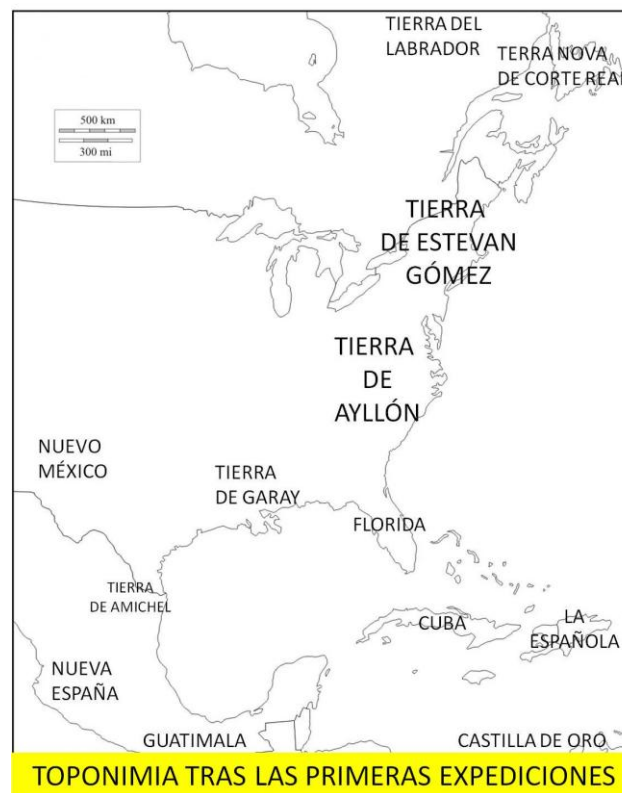 TIERRA DEL
LABRADOR
TERRA NOVA
DE CORTE REAL
500 km
300 mi
TIERRA
DE ESTEVAN
GÓMEZ
TIERRA
DE
AYLLÓN
NUEVO
MÉXICO
TIERRA
DE GARAY
FLORIDA
TIERRA
DE AMICHEL
CUBA
LA
ESPAÑOLA
NUEVA
ESPAÑA
GUATIMALA
CASTILLA DE ORO
TOPONIMIA TRAS LAS PRIMERAS EXPEDICIONES